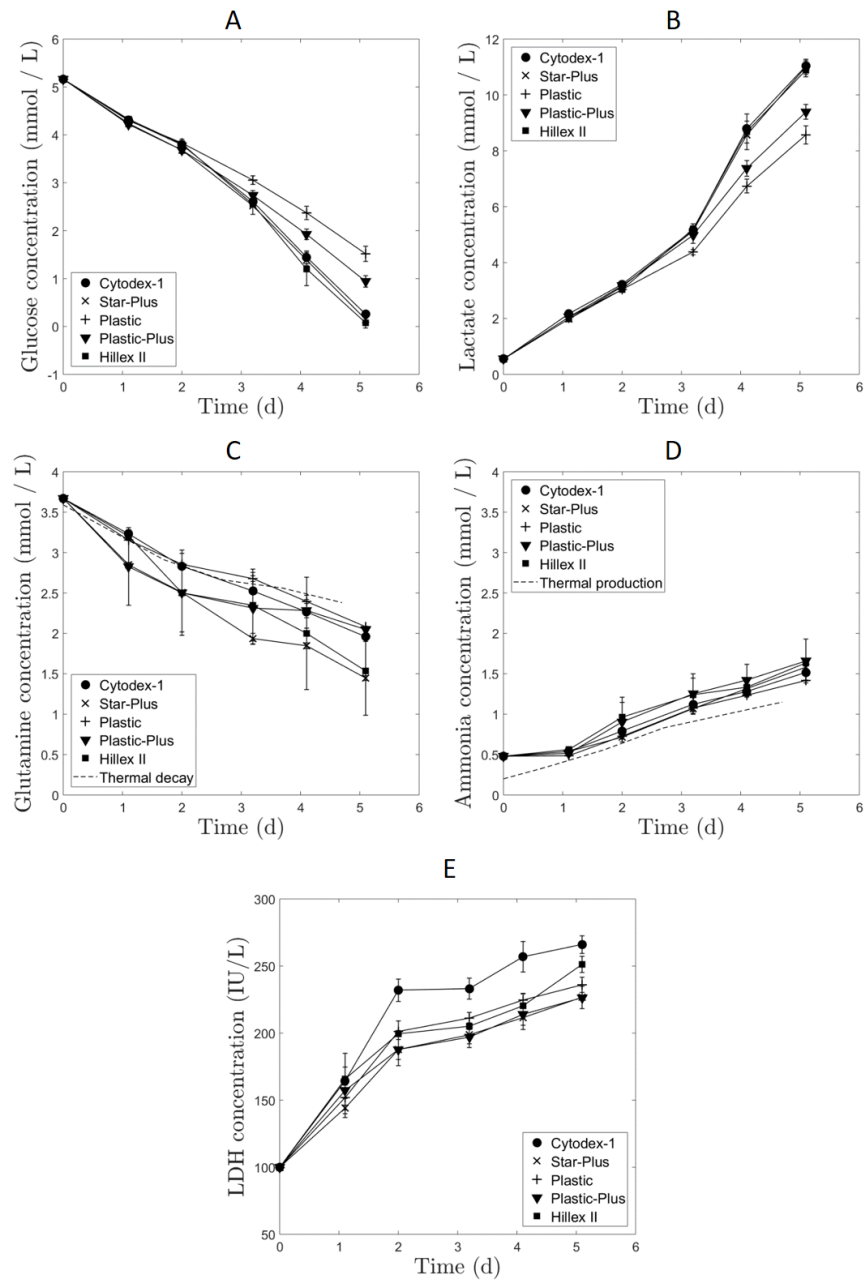 A
Glucose concentration (mmol / L)
6
5
4
3
2
1
0
-1
Cytodex-1
Star-Plus
Plastic
Plastic-Plus
Hillex II
0 1 2 3 4 5 6
Time (d)
B
Lactate concentration (mmol / L)
12
10
8
6
4
2
0
Cytodex-1
Star-Plus
Plastic
Plastic-Plus
Hillex II
0 1 2 3 4 5 6
Time (d)
C
Glutamine concentration (mmol / L)
4
3.5
3
2.5
2
1.5
1
0.5
0
Cytodex-1
Star-Plus
Plastic
Plastic-Plus
Hillex II
Thermal decay
0 1 2 3 4 5 6
Time (d)
D
Ammonia concentration (mmol / L)
4
3.5
3
2.5
2
1.5
1
0.5
0
Cytodex-1
Star-Plus
Plastic
Plastic-Plus
Hillex II
Thermal production
0 1 2 3 4 5 6
Time (d)
E
LDH concentration (IU/L)
300
250
200
150
100
50
Cytodex-1
Star-Plus
Plastic
Plastic-Plus
Hillex II
0 1 2 3 4 5 6
Time (d)